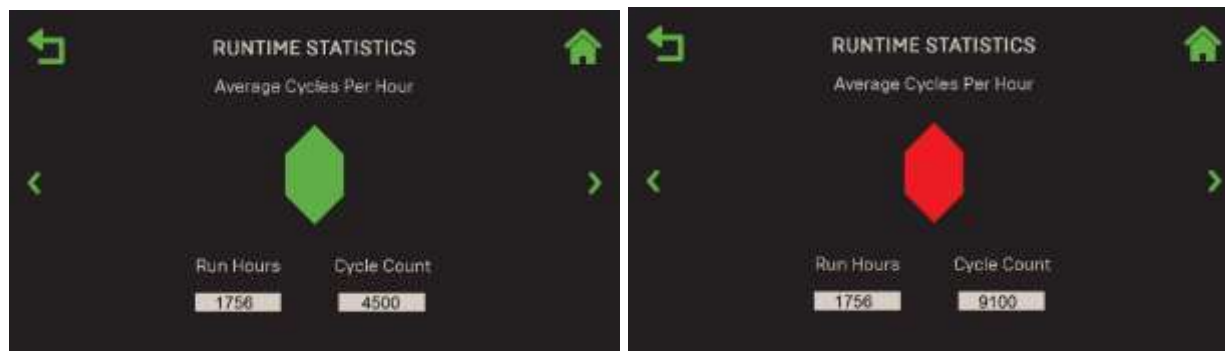 RUNTIME STATISTICS
Average Cycles Per Hour
Run Hours Cycle Count
1756 4500
RUNTIME STATISTICS
Average Cycles Per Hour
Run Hours Cycle Count
1756 9100